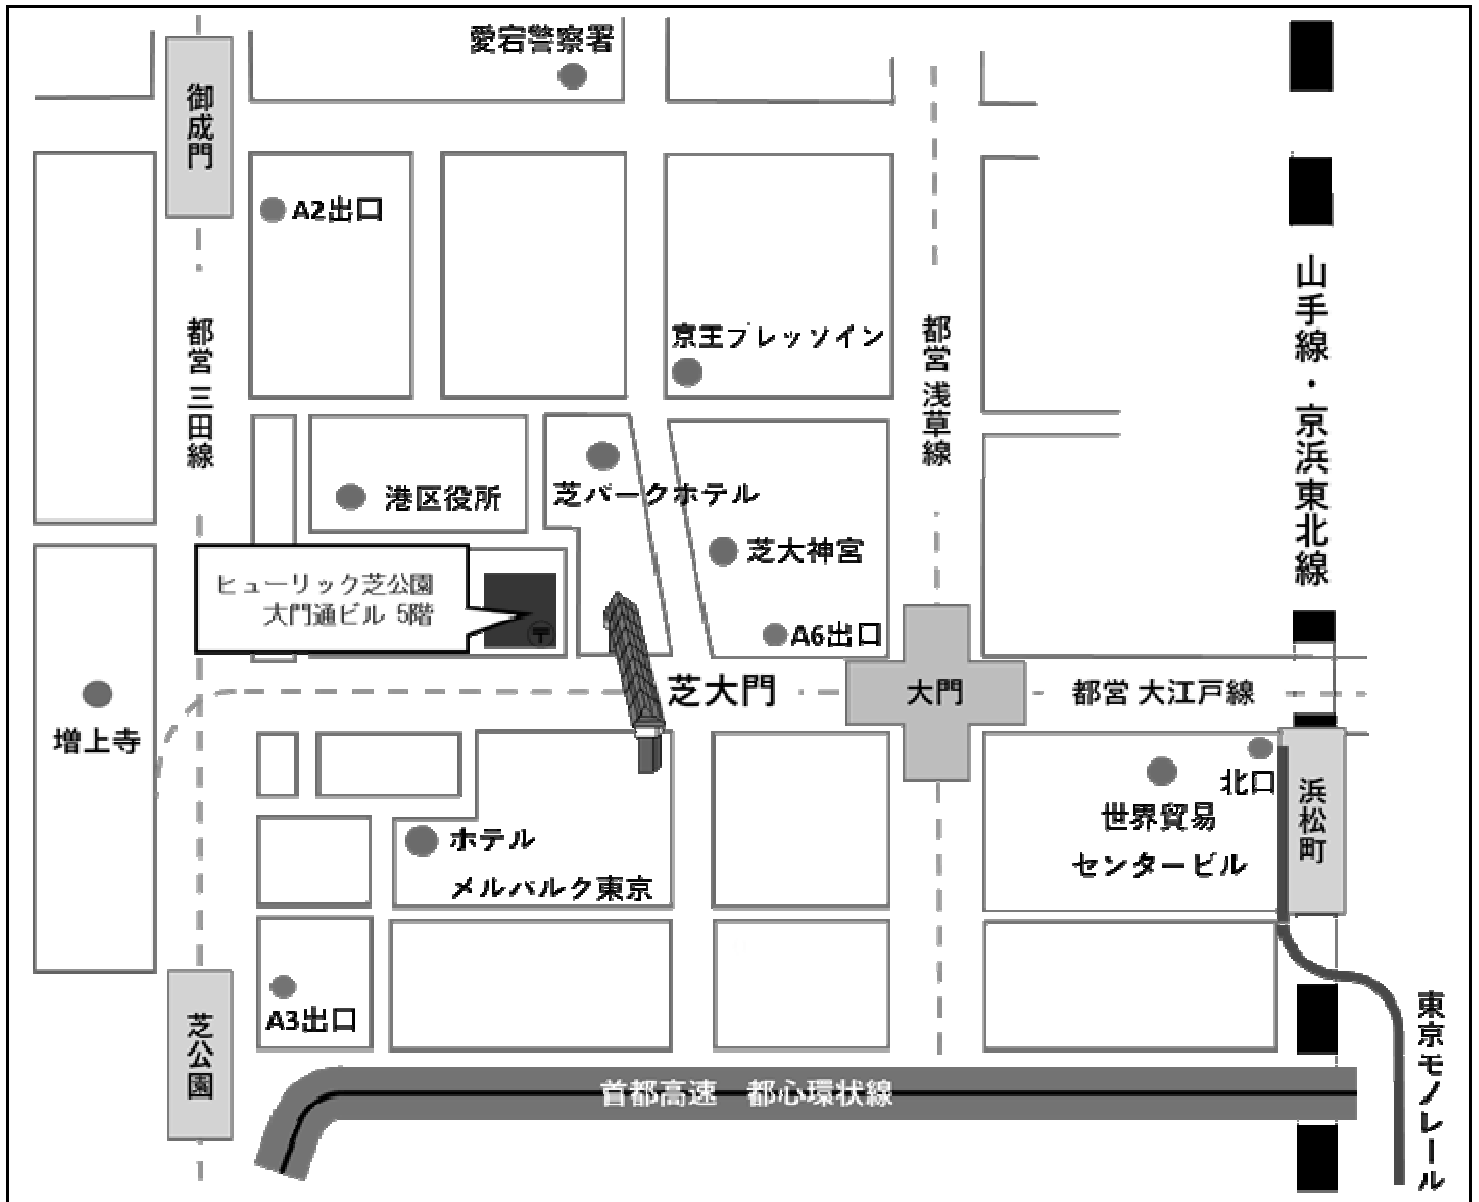 愛宕警察署
御成門
A2出口
山手線・京浜東北線
都営 三田線
都営 浅草線
京王プレッソイン
港区役所
芝パークホテル
芝大神宮
ヒューリック芝公園
大門通ビル 5階
〒
A6出口
芝大門
大門
都営 大江戸線
増上寺
北口
浜松町
世界貿易
センタービル
ホテル
メルパルク東京
A3出口
芝公園
東京モノレール
首都高速 都心環状線